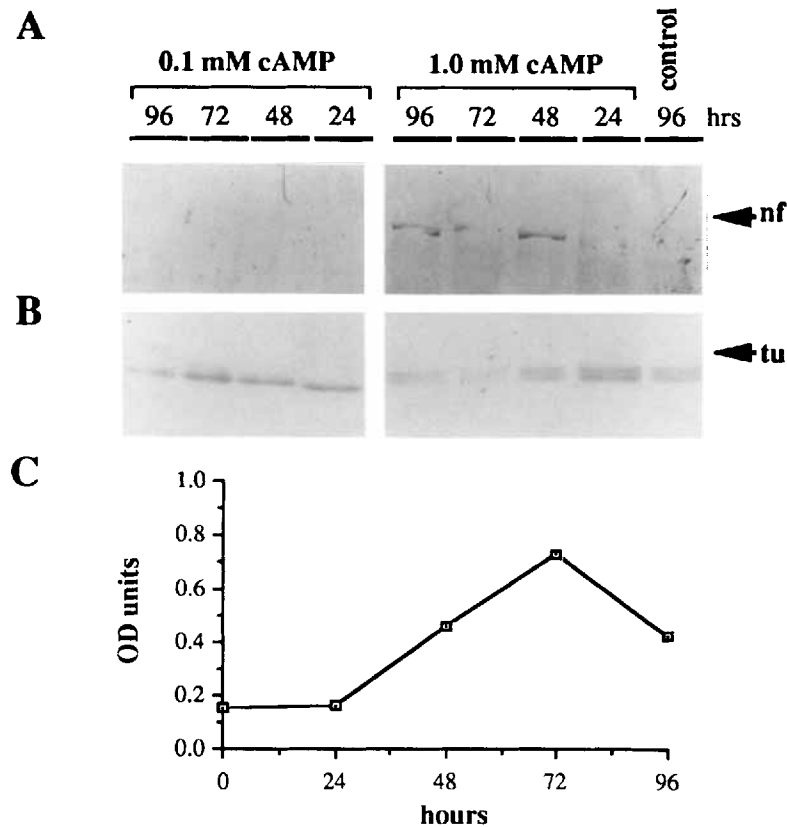 A
0.1 mM cAMP
1.0 mM cAMP
control
96 72 48 24
96 72 48 24 96 hrs
nf
B
tu
C
1.0
0.8
0.6
0.4
0.2
0.0
OD units
0 24 48 72 96
hours